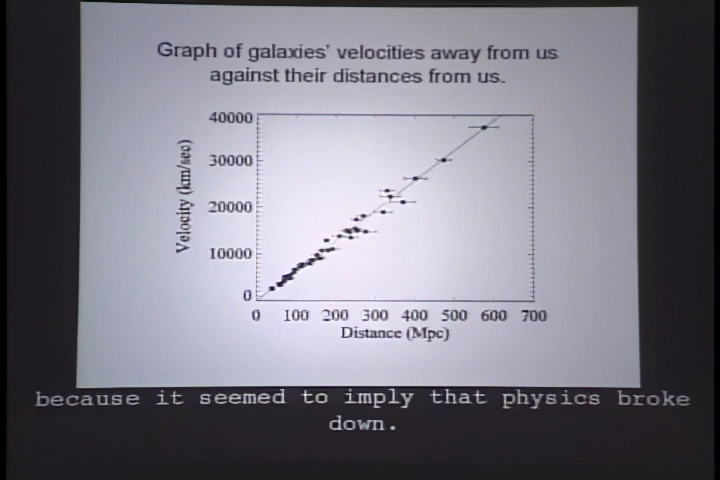 Graph of galaxies' velocities away from us
against their distances from us.
40000
30000
20000
10000
0
Velocity (km/sec)
0 100 200 300 400 500 600 700
Distance (Mpc)
because it seemed to imply that physics broke
down.